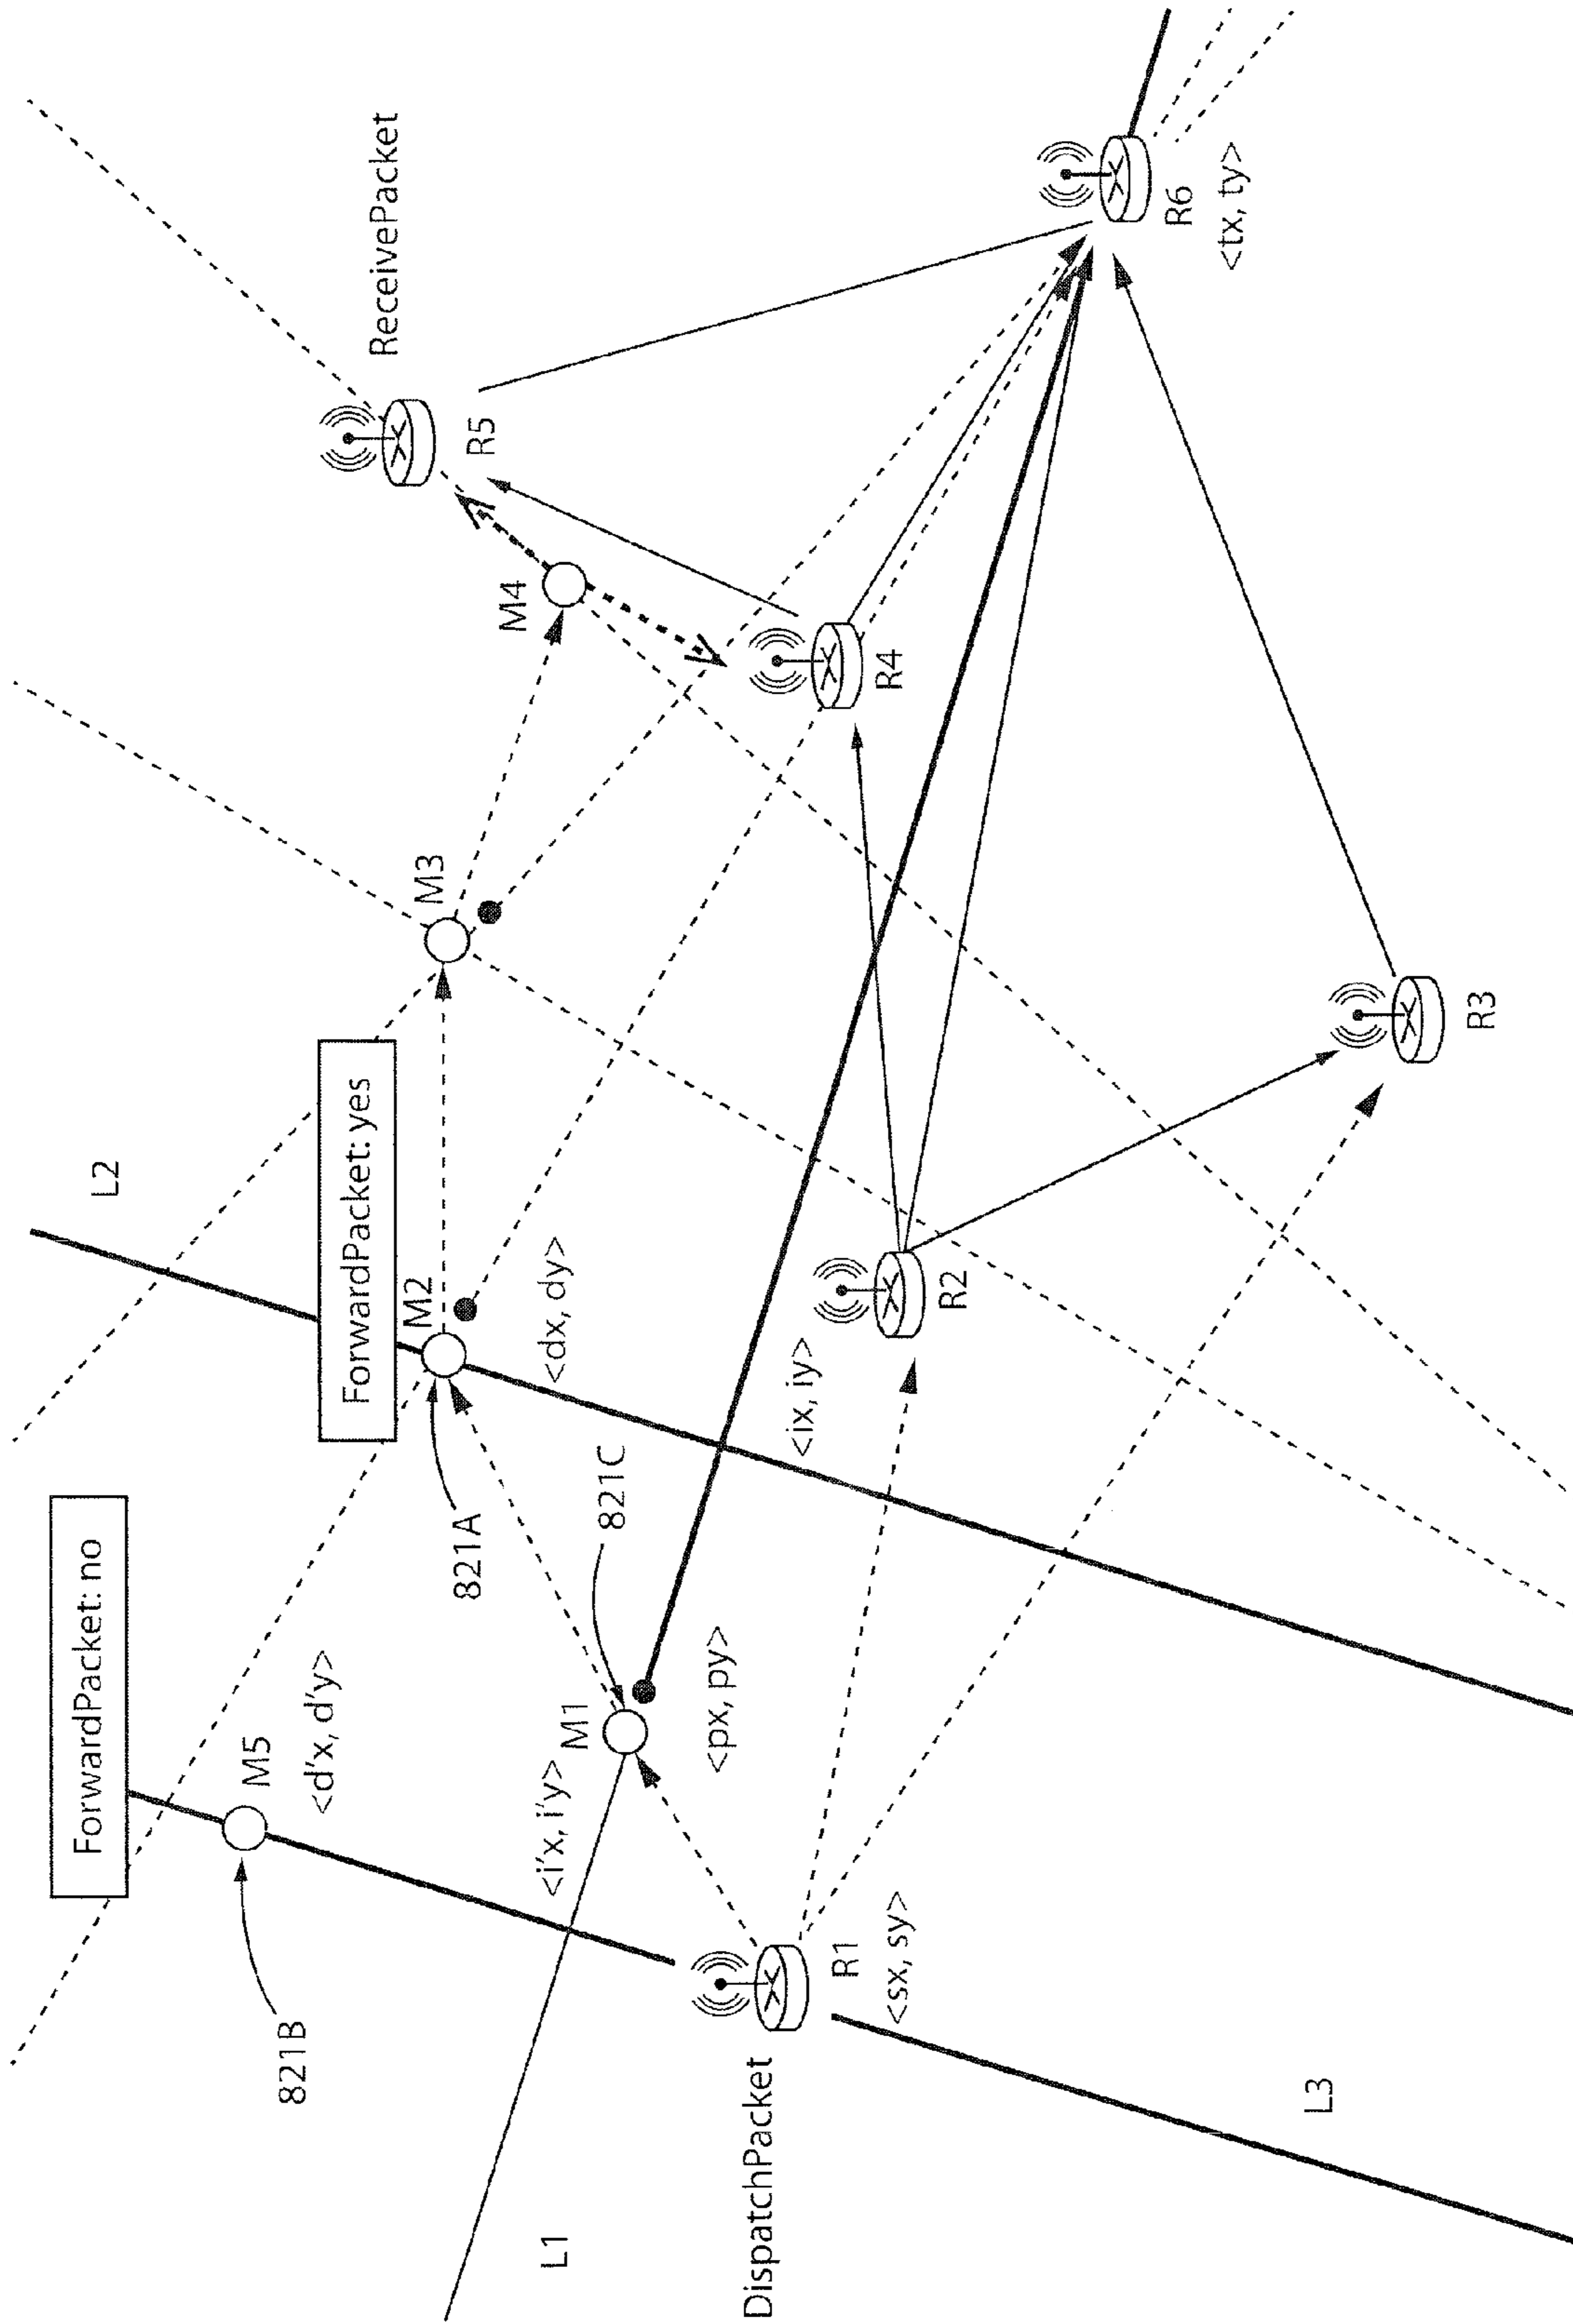 ForwardPacket: no
821B
M5
<d'x, d'y>
L2
ForwardPacket: yes
M2
821A
<dx, dy>
M3
M4
ReceivePacket
R5
L1
<i'x, i'y>
M1
821C
<px, py>
<ix, iy>
R4
DispatchPacket
R1
<sx, sy>
R2
R6
<tx, ty>
L3
R3